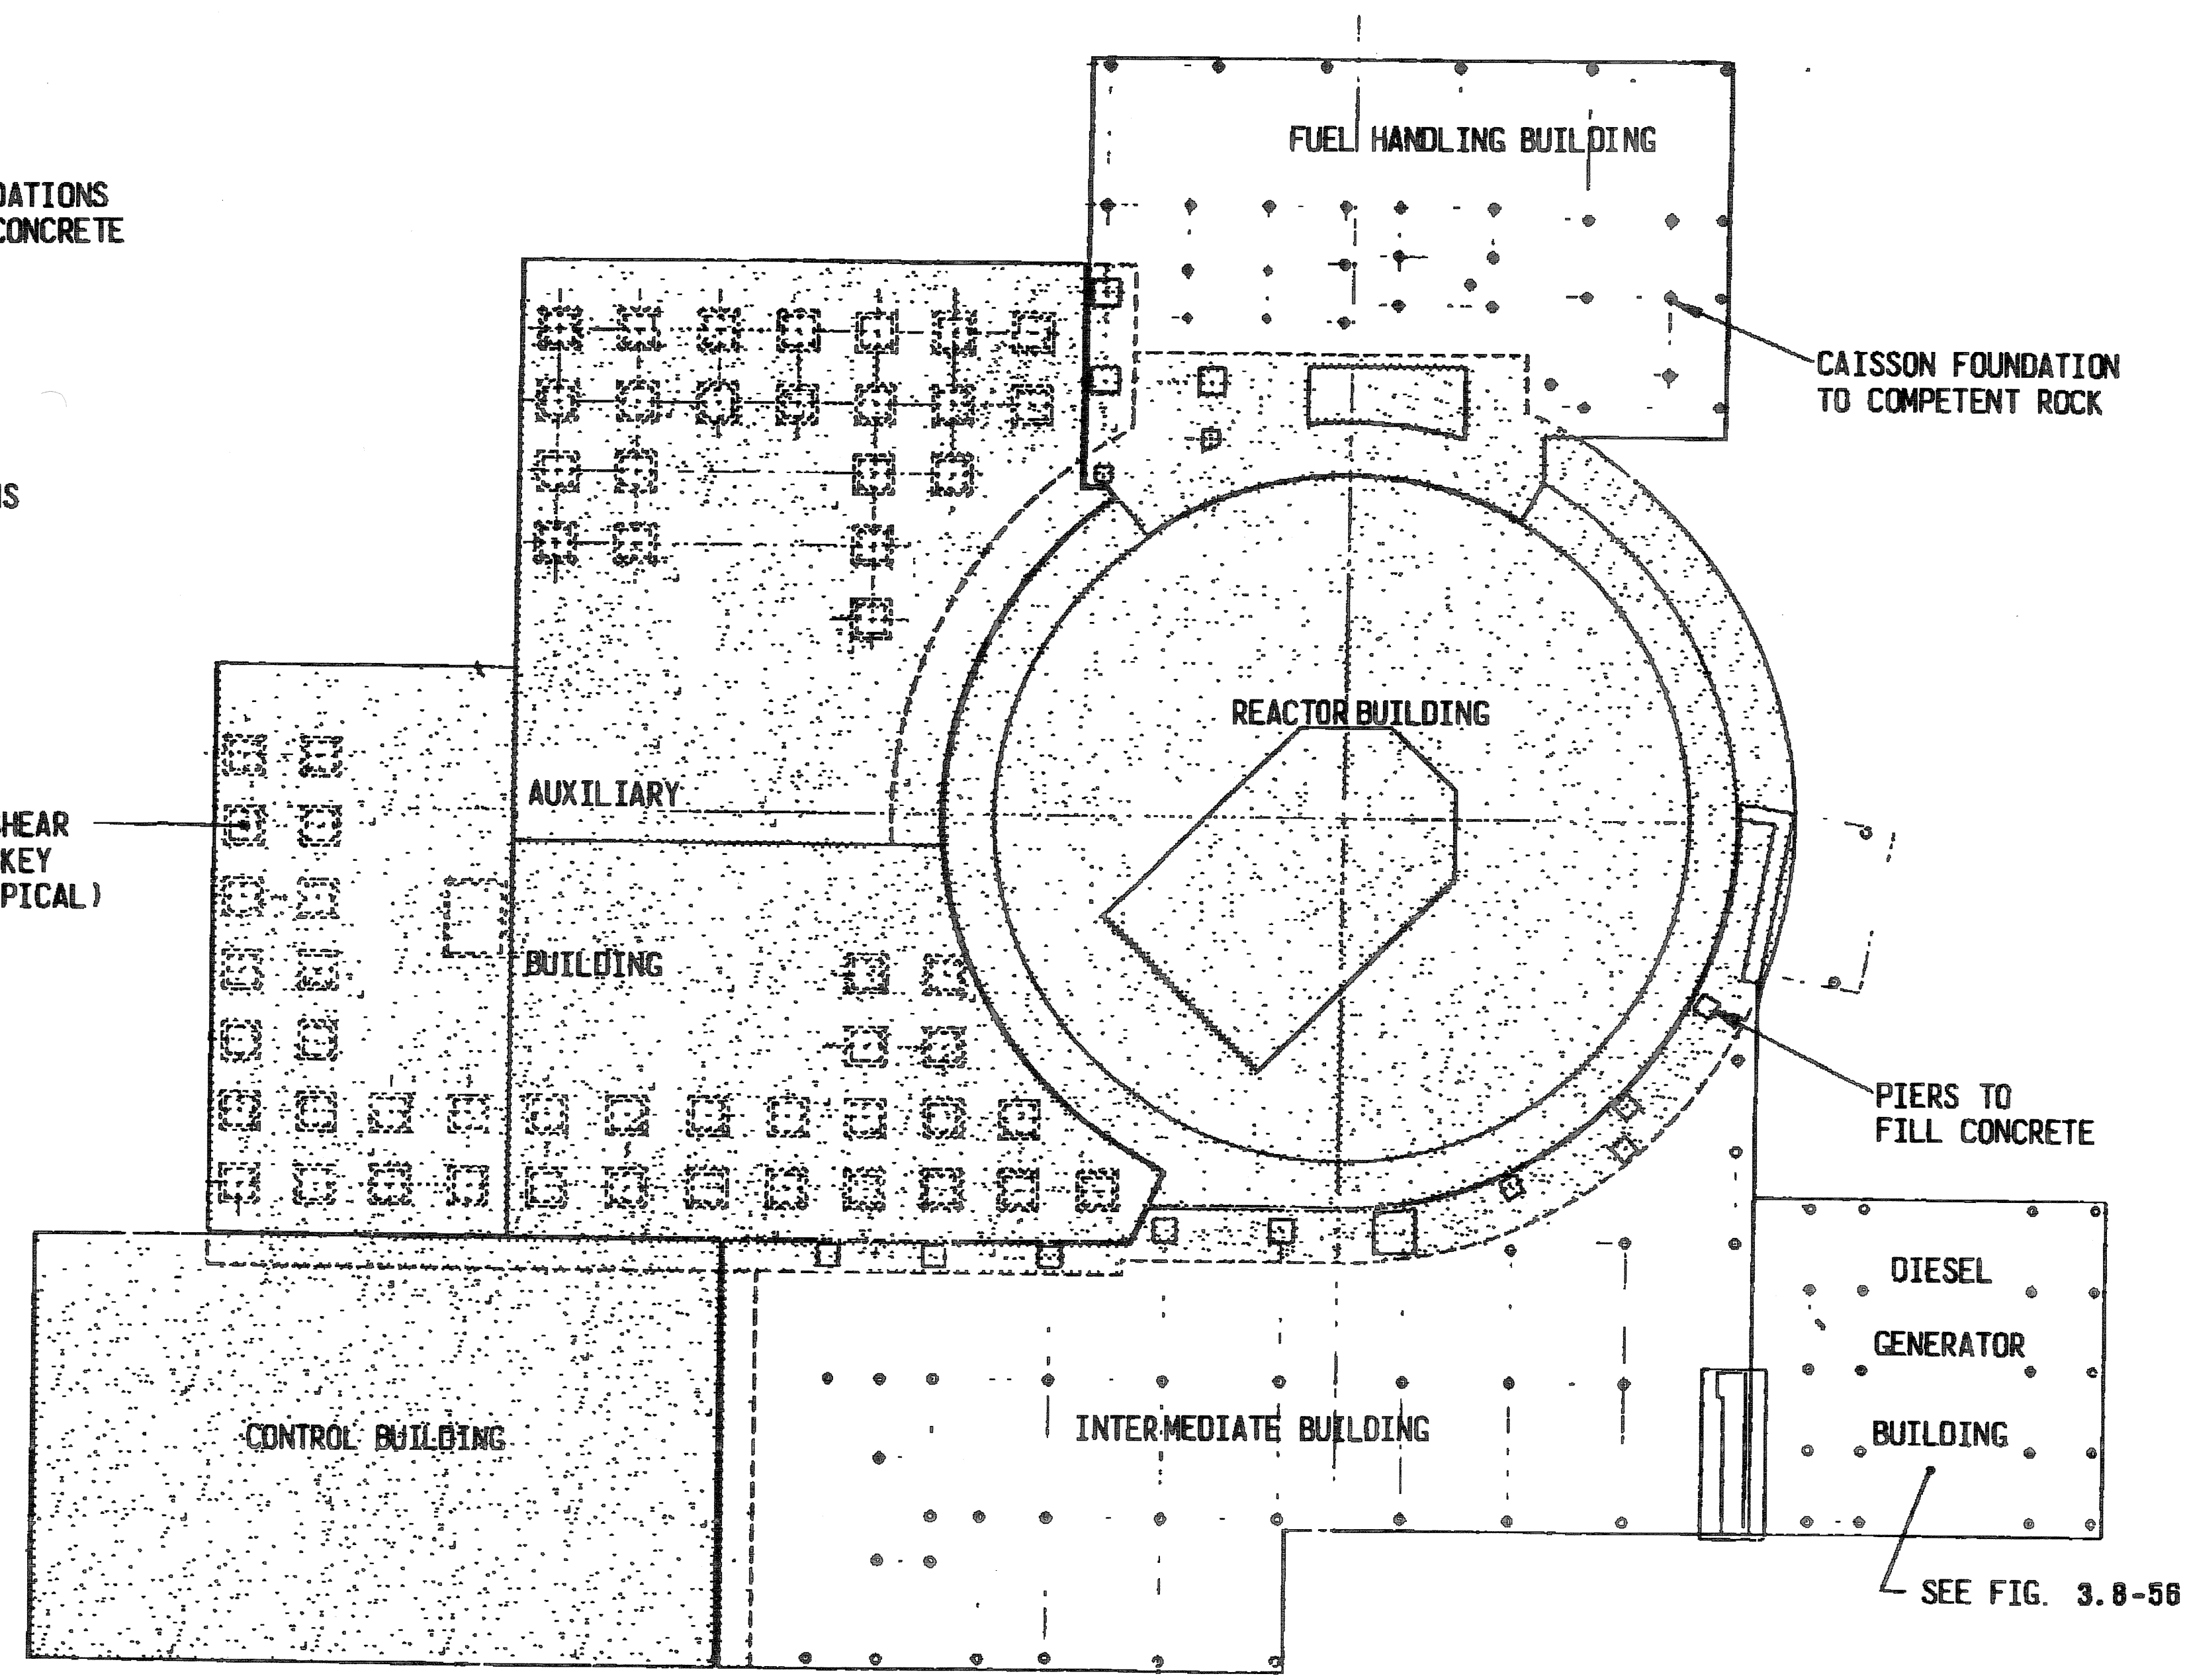 FUEL HANDLING BUILDING
DATIONS
CONCRETE
CAISSON FOUNDATION
TO COMPETENT ROCK
IS
REACTOR BUILDING
AUXILIARY
HEAR
KEY
PICAL)
BUILDING
PIERS TO
FILL CONCRETE
DIESEL
GENERATOR
BUILDING
CONTROL BUILDING
INTERMEDIATE BUILDING
SEE FIG. 3.8-56